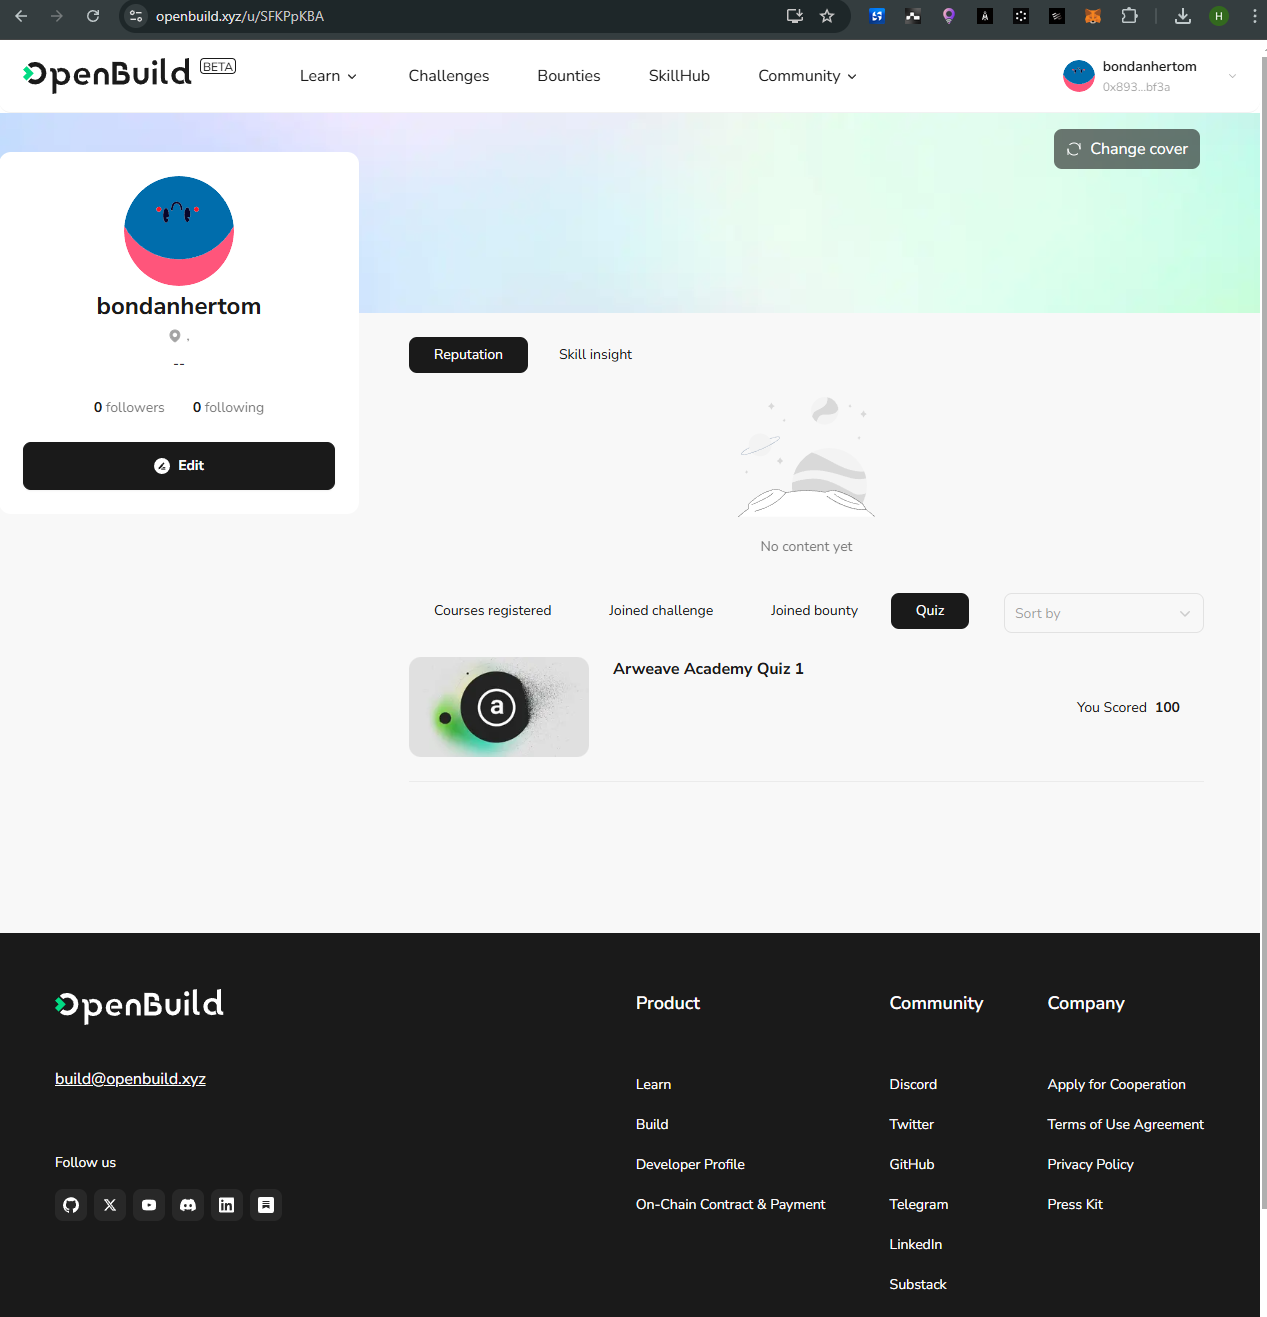 openbuild.xyz/u/SFKPpKBA
H
OpenBuild BETA
Learn
Challenges
Bounties
SkillHub
Community
bondanhertom
0x893...bf3a
Change cover
bondanhertom
.
--
0 followers 0 following
Edit
Reputation
Skill insight
No content yet
Courses registered
Joined challenge
Joined bounty
Quiz
Sort by
a
Arweave Academy Quiz 1
You Scored 100
OpenBuild
build@openbuild.xyz
Follow us
Product
Learn
Build
Developer Profile
On-Chain Contract & Payment
Community
Discord
Twitter
GitHub
Telegram
LinkedIn
Substack
Company
Apply for Cooperation
Terms of Use Agreement
Privacy Policy
Press Kit